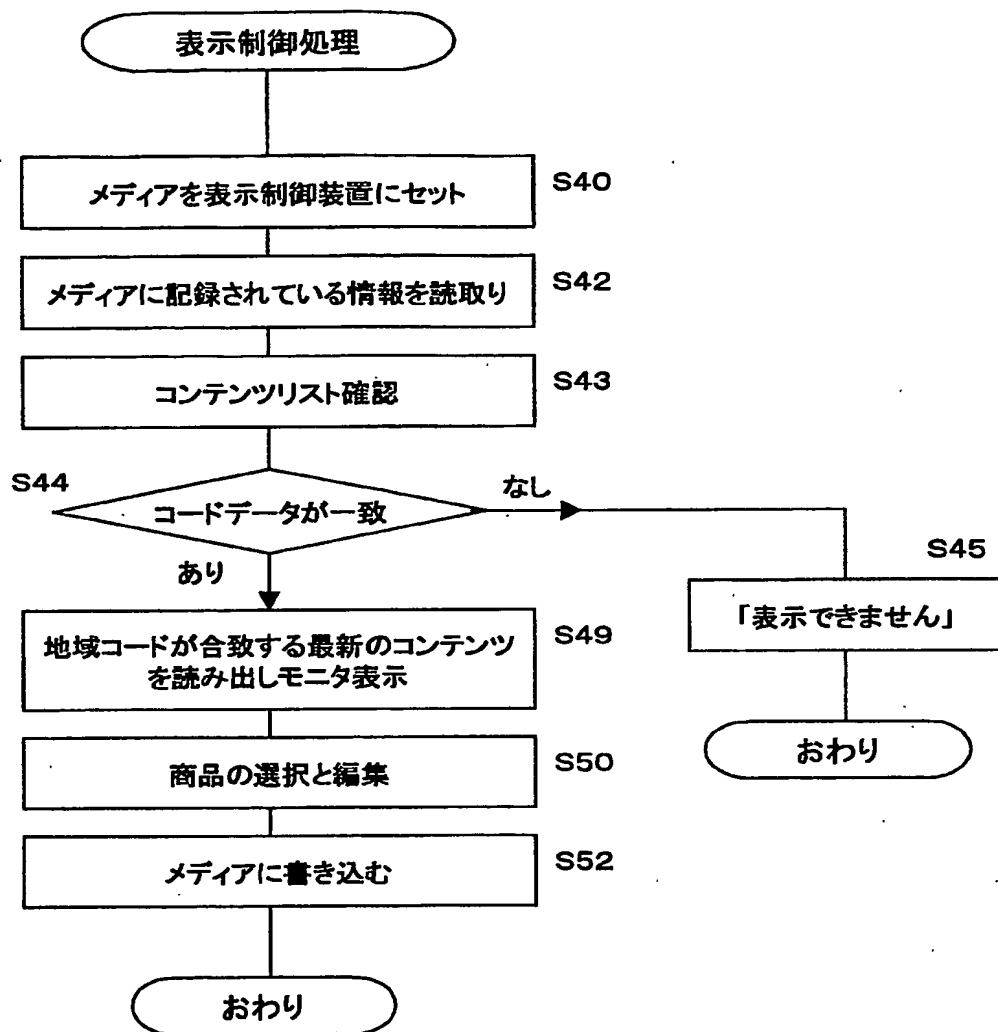 表示制御処理
メディアを表示制御装置にセット
S40
メディアに記録されている情報を読取り
S42
コンテンツリスト確認
S43
S44
コードデータが一致
なし
あり
S45
「表示できません」
おわり
地域コードが合致する最新のコンテンツ
を読み出しモニタ表示
S49
商品の選択と編集
S50
メディアに書き込む
S52
おわり